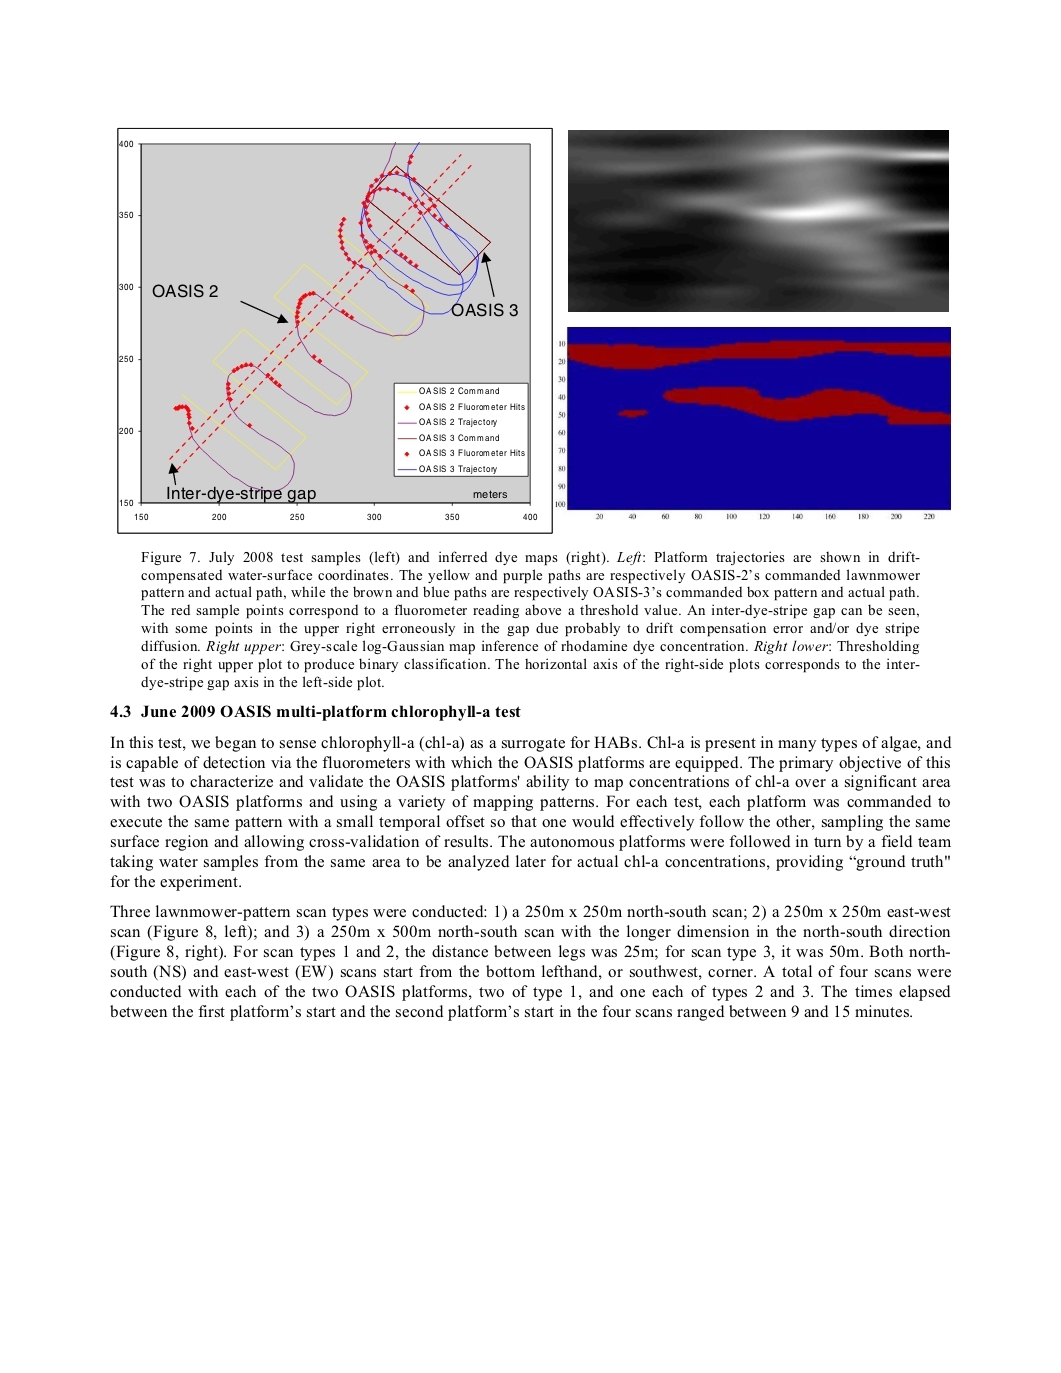 400
350
300
250
200
150
150 200 250 300 350 400
OASIS 2
OASIS 3
Inter-dye-stripe gap
meters
OASIS 2 Command
OASIS 2 Fluorometer Hits
OASIS 2 Trajectory
OASIS 3 Command
OASIS 3 Fluorometer Hits
OASIS 3 Trajectory
10
20
30
40
50
60
70
80
90
100
20 40 60 80 100 120 140 160 180 200 220
Figure 7. July 2008 test samples (left) and inferred dye maps (right). Left: Platform trajectories are shown in drift-
compensated water-surface coordinates. The yellow and purple paths are respectively OASIS-2's commanded lawnmower
pattern and actual path, while the brown and blue paths are respectively OASIS-3's commanded box pattern and actual path.
The red sample points correspond to a fluorometer reading above a threshold value. An inter-dye-stripe gap can be seen,
with some points in the upper right erroneously in the gap due probably to drift compensation error and/or dye stripe
diffusion. Right upper: Grey-scale log-Gaussian map inference of rhodamine dye concentration. Right lower: Thresholding
of the right upper plot to produce binary classification. The horizontal axis of the right-side plots corresponds to the inter-
dye-stripe gap axis in the left-side plot.
4.3 June 2009 OASIS multi-platform chlorophyll-a test
In this test, we began to sense chlorophyll-a (chl-a) as a surrogate for HABs. Chl-a is present in many types of algae, and
is capable of detection via the fluorometers with which the OASIS platforms are equipped. The primary objective of this
test was to characterize and validate the OASIS platforms' ability to map concentrations of chl-a over a significant area
with two OASIS platforms and using a variety of mapping patterns. For each test, each platform was commanded to
execute the same pattern with a small temporal offset so that one would effectively follow the other, sampling the same
surface region and allowing cross-validation of results. The autonomous platforms were followed in turn by a field team
taking water samples from the same area to be analyzed later for actual chl-a concentrations, providing “ground truth"
for the experiment.
Three lawnmower-pattern scan types were conducted: 1) a 250m x 250m north-south scan; 2) a 250m x 250m east-west
scan (Figure 8, left); and 3) a 250m x 500m north-south scan with the longer dimension in the north-south direction
(Figure 8, right). For scan types 1 and 2, the distance between legs was 25m; for scan type 3, it was 50m. Both north-
south (NS) and east-west (EW) scans start from the bottom lefthand, or southwest, corner. A total of four scans were
conducted with each of the two OASIS platforms, two of type 1, and one each of types 2 and 3. The times elapsed
between the first platform's start and the second platform's start in the four scans ranged between 9 and 15 minutes.